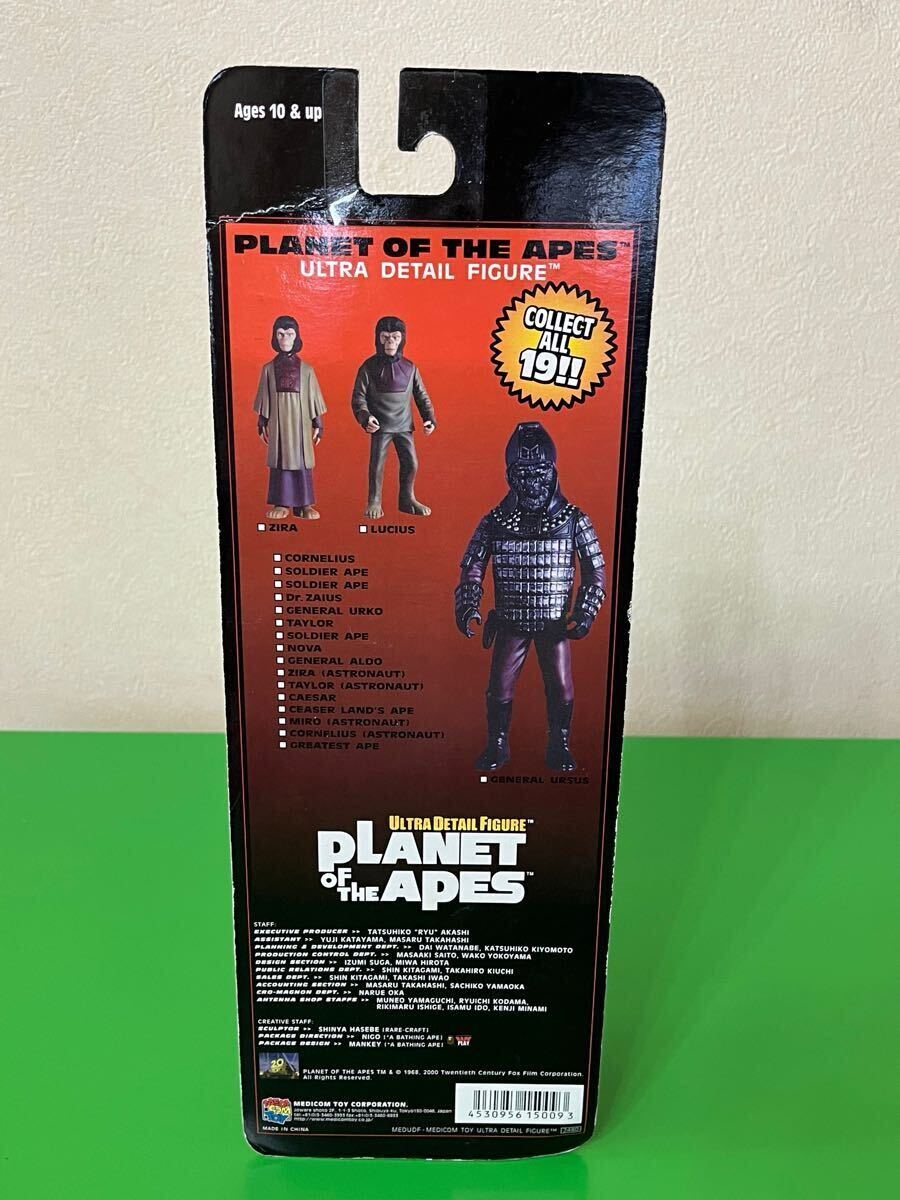 Ages 10 & up
PLANET OF THE APES™
ULTRA DETAIL FIGURE™
COLLECT
ALL
19!!
ZIRA
LUCIUS
CORNELIUS
SOLDIER APE
SOLDIER APE
Dr. ZAIUS
GENERAL URKO
TAYLOR
SOLDIER APE
NOVA
GENERAL ALDO
ZIRA (ASTRONAUT)
TAYLOR (ASTRONAUT)
CAESAR
CEASER LAND'S APE
MIRO (ASTRONAUT)
CORNELIUS (ASTRONAUT)
GREATEST APE
GENERAL URSUS
ULTRA DETAIL FIGURE™
PLANET
OF THE APES™
STAFF:
EXECUTIVE PRODUCER >> TATSUHIKO "RYU" AKASHI
ASSISTANT >> YUJI KATAYAMA, MASARU TAKAHASHI
PLANNING & DEVELOPMENT DEPT. >> DAI WATANABE, KATSUHIKO KIYOMOTO
PRODUCTION CONTROL DEPT. >> MASAAKI SAITO, WAKO YOKOYAMA
DESIGN SECTION >> IZUMI SUGA, MIWA HIROTA
PUBLIC RELATIONS DEPT. >> SHIN KITAGAMI, TAKAHIRO KIUCHI
SALES DEPT. >> SHIN KITAGAMI, TAKASHI IWAO
ACCOUNTING SECTION >> MASARU TAKAHASHI, SACHIKO YAMAOKA
CRO-MAGNON DEPT. >> NARUE OKA
ANTENNA SHOP STAFFS >> MUNEO YAMAGUCHI, RYUICHI KODAMA,
RIKIMARU ISHIGE, ISAMU IDO, KENJI MINAMI
CREATIVE STAFF:
SCULPTOR >> SHINYA HASEBE [RARE-CRAFT]
PACKAGE DIRECTION >> NIGO [*A BATHING APE]
PACKAGE DESIGN >> MANKEY [*A BATHING APE]
PLAY
20
PLANET OF THE APES TM & © 1968, 2000 Twentieth Century Fox Film Corporation.
All Rights Reserved.
MEDICOM TOY CORPORATION.
http://www.medicomtoy.co.jp/
MADE IN CHINA
4530956150093
MEDUDF-MEDICOM TOY ULTRA DETAIL FIGURE™